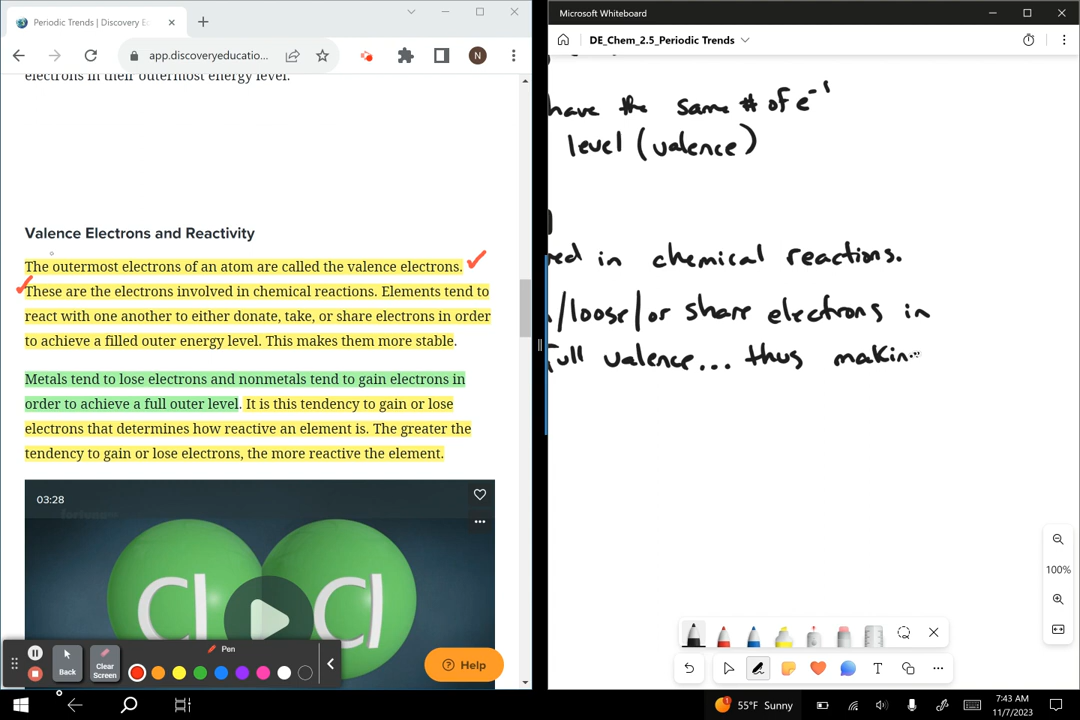 Periodic Trends | Discovery E
app.discoveryeducatio...
N
electrons in their outermost energy level.
Valence Electrons and Reactivity
The outermost electrons of an atom are called the valence electrons.
These are the electrons involved in chemical reactions. Elements tend to
react with one another to either donate, take, or share electrons in order
to achieve a filled outer energy level. This makes them more stable.
Metals tend to lose electrons and nonmetals tend to gain electrons in
order to achieve a full outer level. It is this tendency to gain or lose
electrons that determines how reactive an element is. The greater the
tendency to gain or lose electrons, the more reactive the element.
03:28
Cl Cl
Pen
Back
Clear
Screen
Help
Microsoft Whiteboard
DE_Chem_2.5_Periodic Trends
have the same # of e⁻¹
level (valence)
ed in chemical reactions.
/loose/or share electrons in
full valence... thus makin
100%
55°F Sunny
7:43 AM
11/7/2023